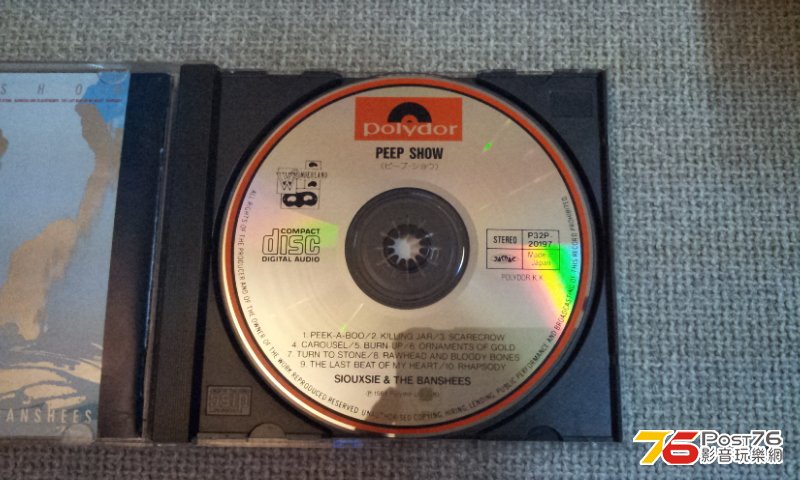 SHO
polydor
PEEP SHOW
(ピープ・ショウ)
WONDERLAND
COMPACT
disc
DIGITAL AUDIO
STEREO
P32P-
20197
JASRAC
Made in
Japan
POLYDOR K.K.
1. PEEK-A-BOO/2. KILLING JAR/3. SCARECROW
4. CAROUSEL/5. BURN UP/6. ORNAMENTS OF GOLD
7. TURN TO STONE/8. RAWHEAD AND BLOODY BONES
9. THE LAST BEAT OF MY HEART/10. RHAPSODY
SIOUXSIE & THE BANSHEES
ALL RIGHTS OF THE PRODUCER AND OF THE OWNER OF THE WORK REPRODUCED RESERVED. UNAUTHORISED COPYING, HIRING, LENDING, PUBLIC PERFORMANCE AND BROADCASTING OF THIS RECORD PROHIBITED.
BANSHEES
76 Post76
影音玩樂網